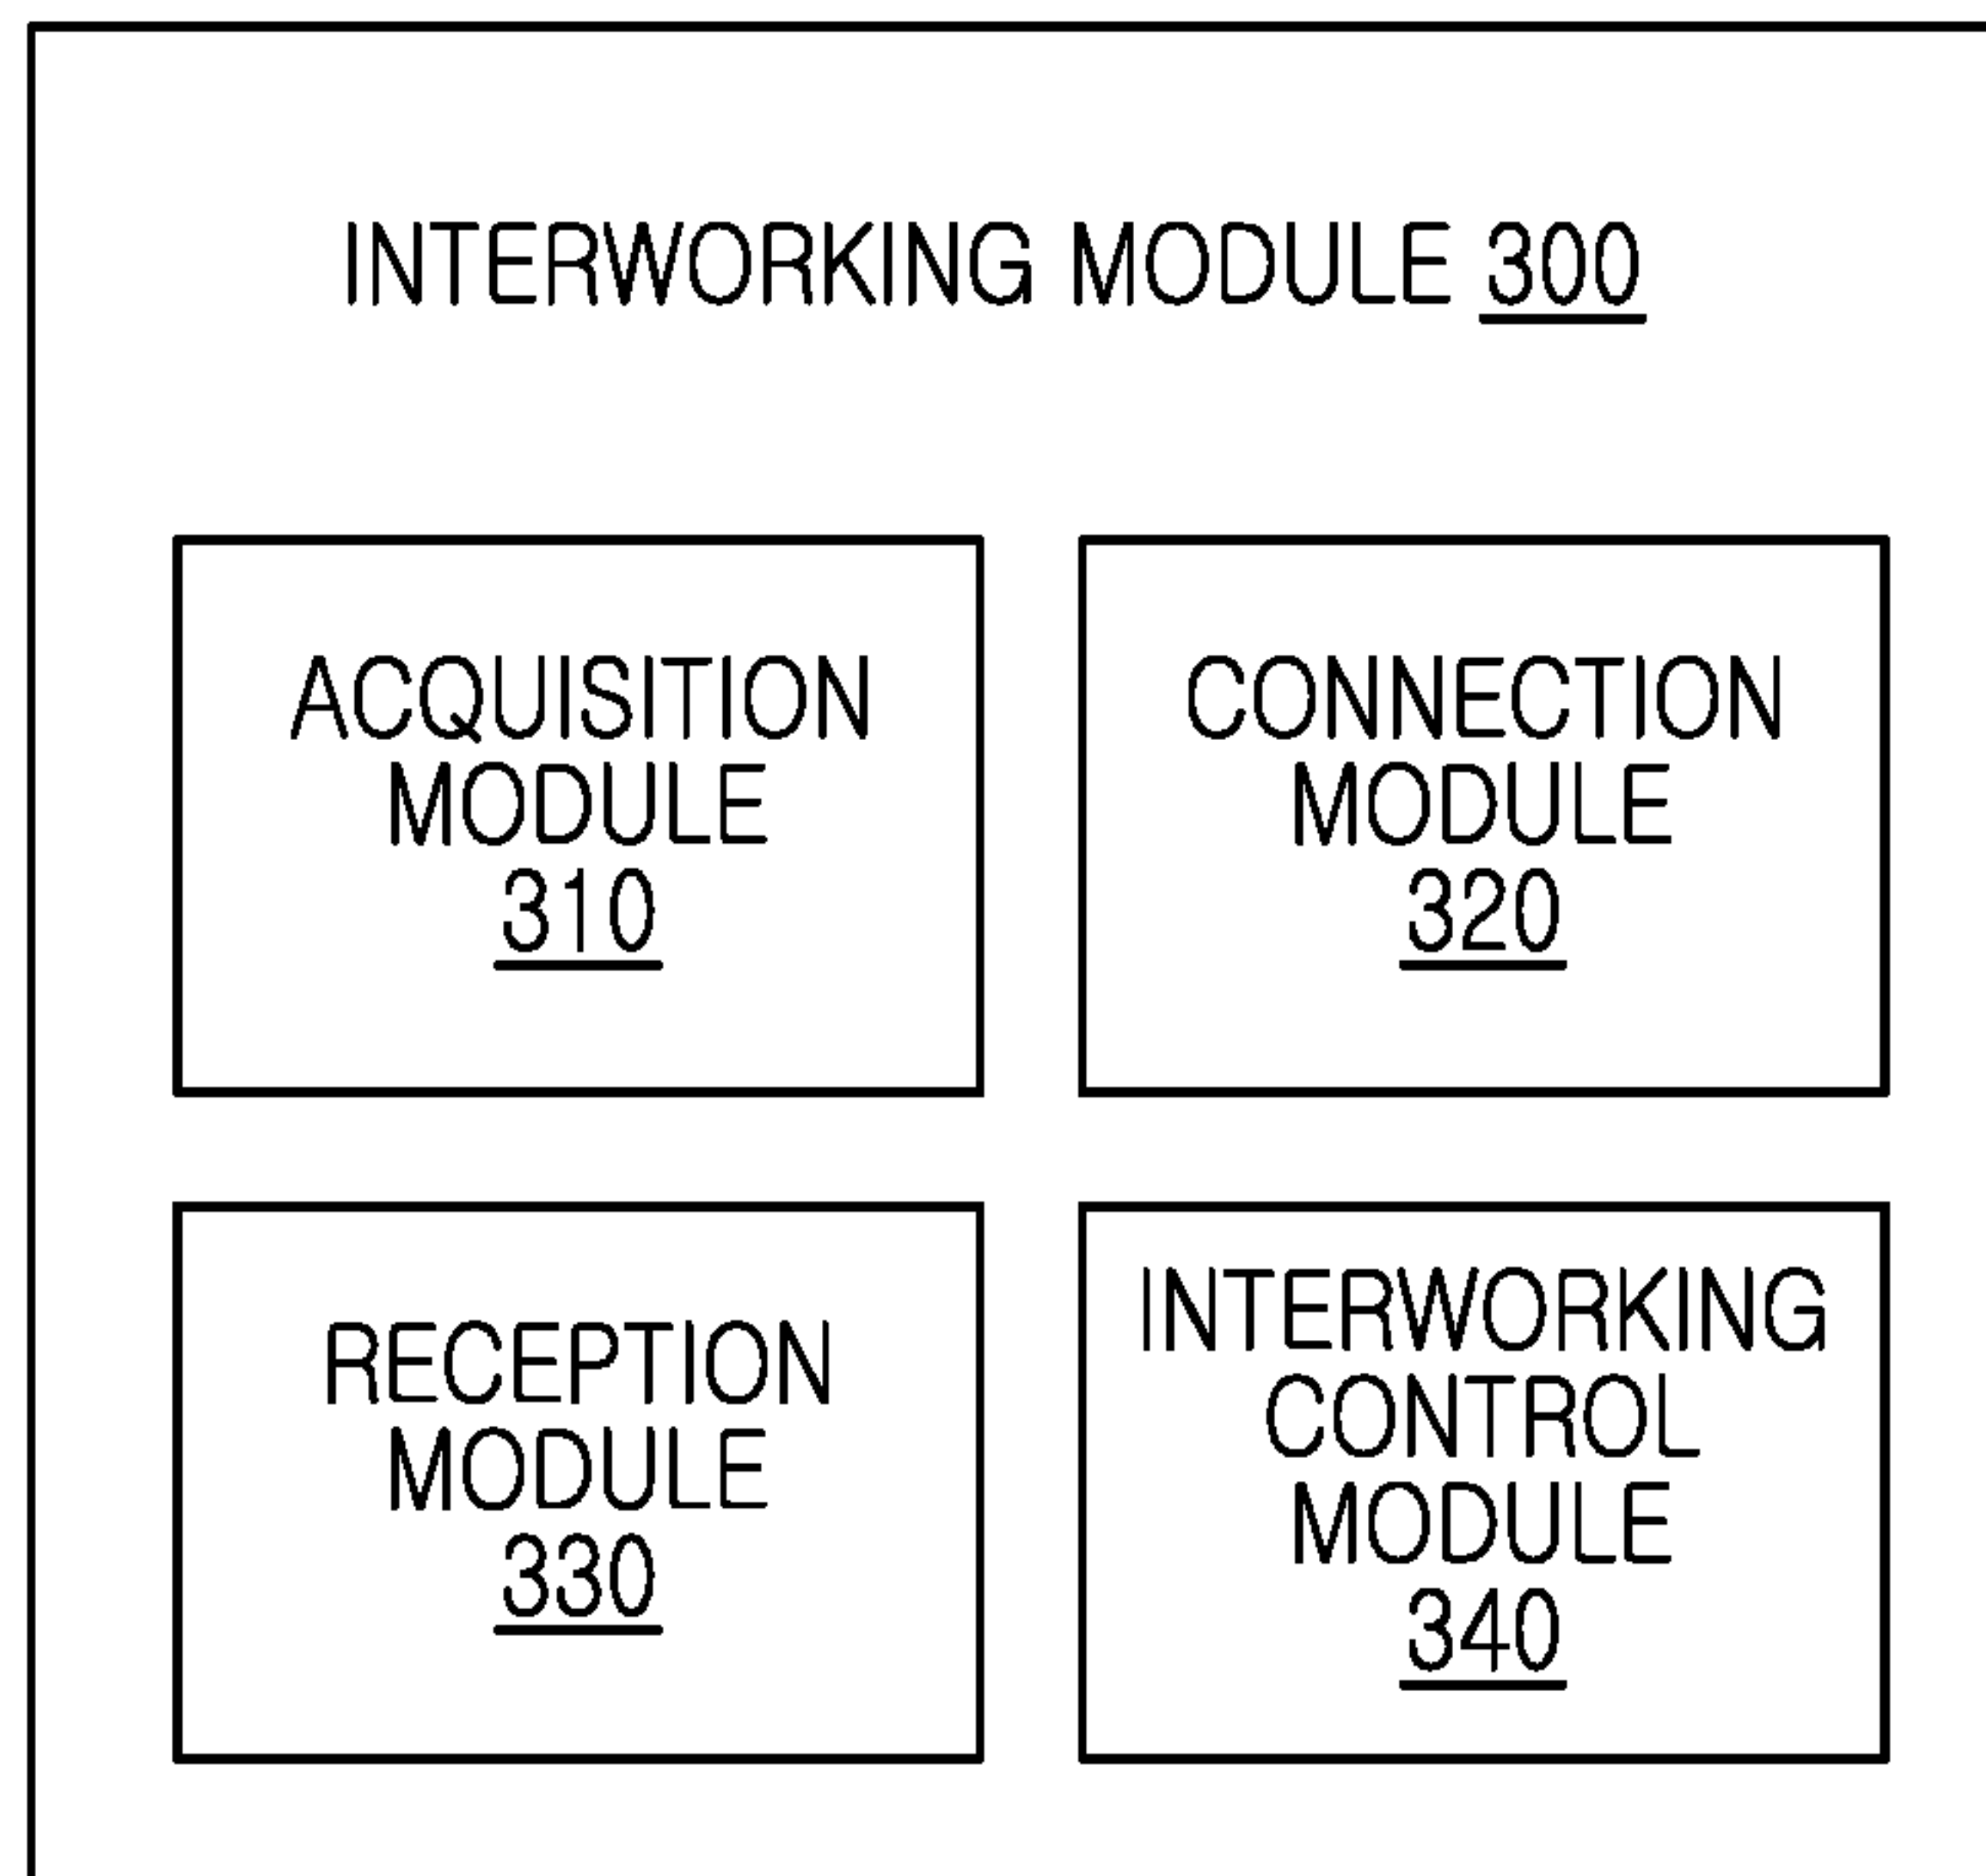 INTERWORKING MODULE 300
ACQUISITION
MODULE
310
CONNECTION
MODULE
320
RECEPTION
MODULE
330
INTERWORKING
CONTROL
MODULE
340